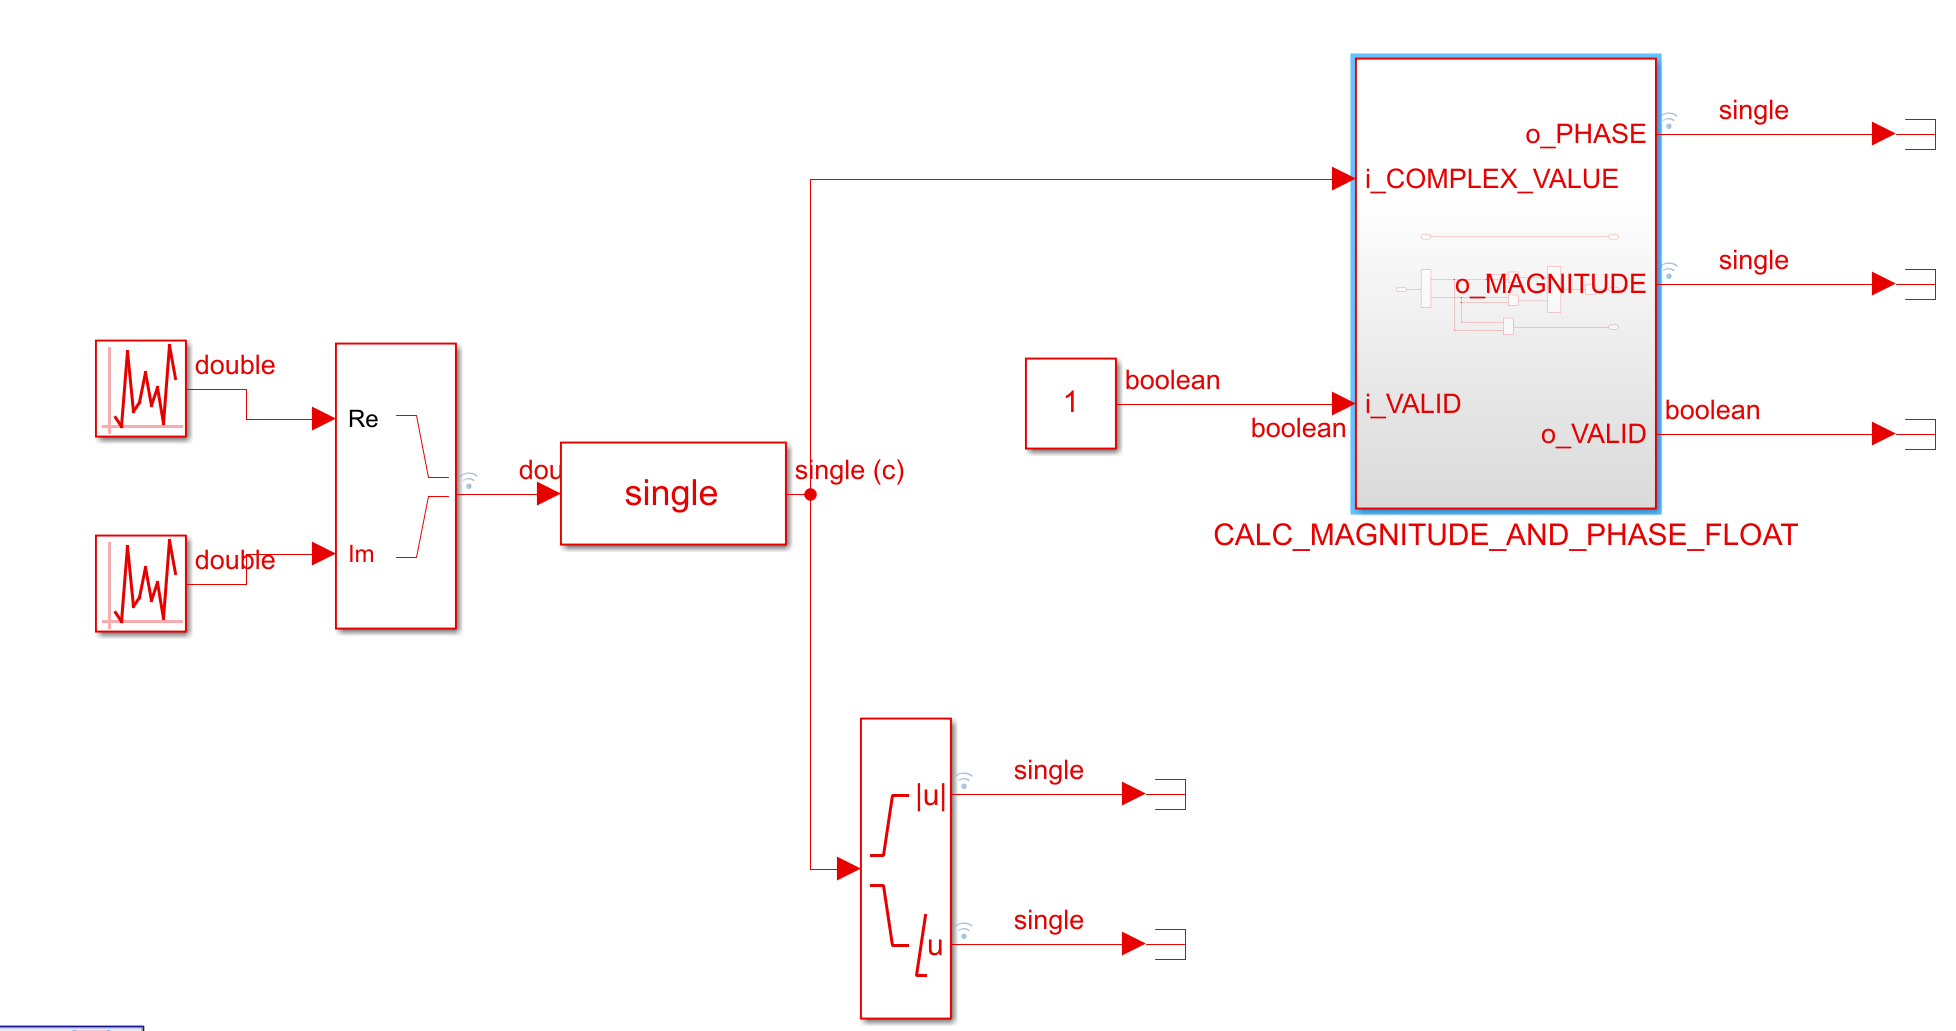 single
o_PHASE
i_COMPLEX_VALUE
single
o_MAGNITUDE
double
Re
boolean
1
i_VALID
boolean
boolean
o_VALID
dou
single
single (c)
CALC_MAGNITUDE_AND_PHASE_FLOAT
double
Im
single
|u|
single
u